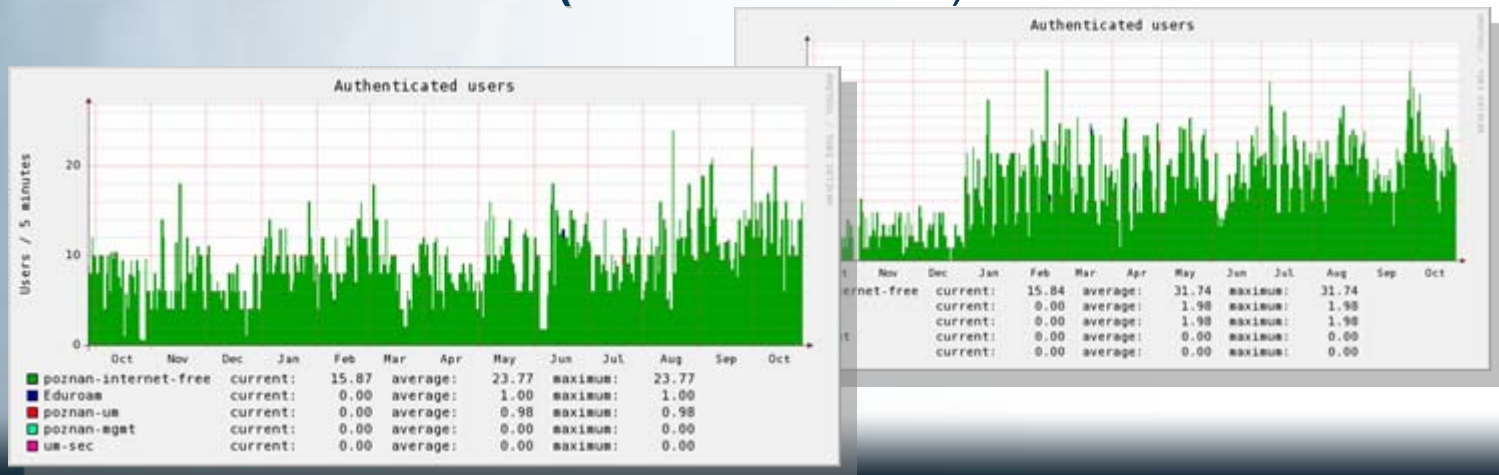 Authenticated users
Users / 5 minutes
20
10
0
Oct Nov Dec Jan Feb Mar Apr May Jun Jul Aug Sep Oct
poznan-internet-free current: 15.87 average: 23.77 maximum: 23.77
Eduroam current: 0.00 average: 1.00 maximum: 1.00
poznan-um current: 0.00 average: 0.98 maximum: 0.98
poznan-mgmt current: 0.00 average: 0.00 maximum: 0.00
um-sec current: 0.00 average: 0.00 maximum: 0.00
Authenticated users
Nov Dec Jan Feb Mar Apr May Jun Jul Aug Sep Oct
ernet-free current: 15.84 average: 31.74 maximum: 31.74
current: 0.00 average: 1.98 maximum: 1.98
current: 0.00 average: 1.98 maximum: 1.98
current: 0.00 average: 0.00 maximum: 0.00
current: 0.00 average: 0.00 maximum: 0.00